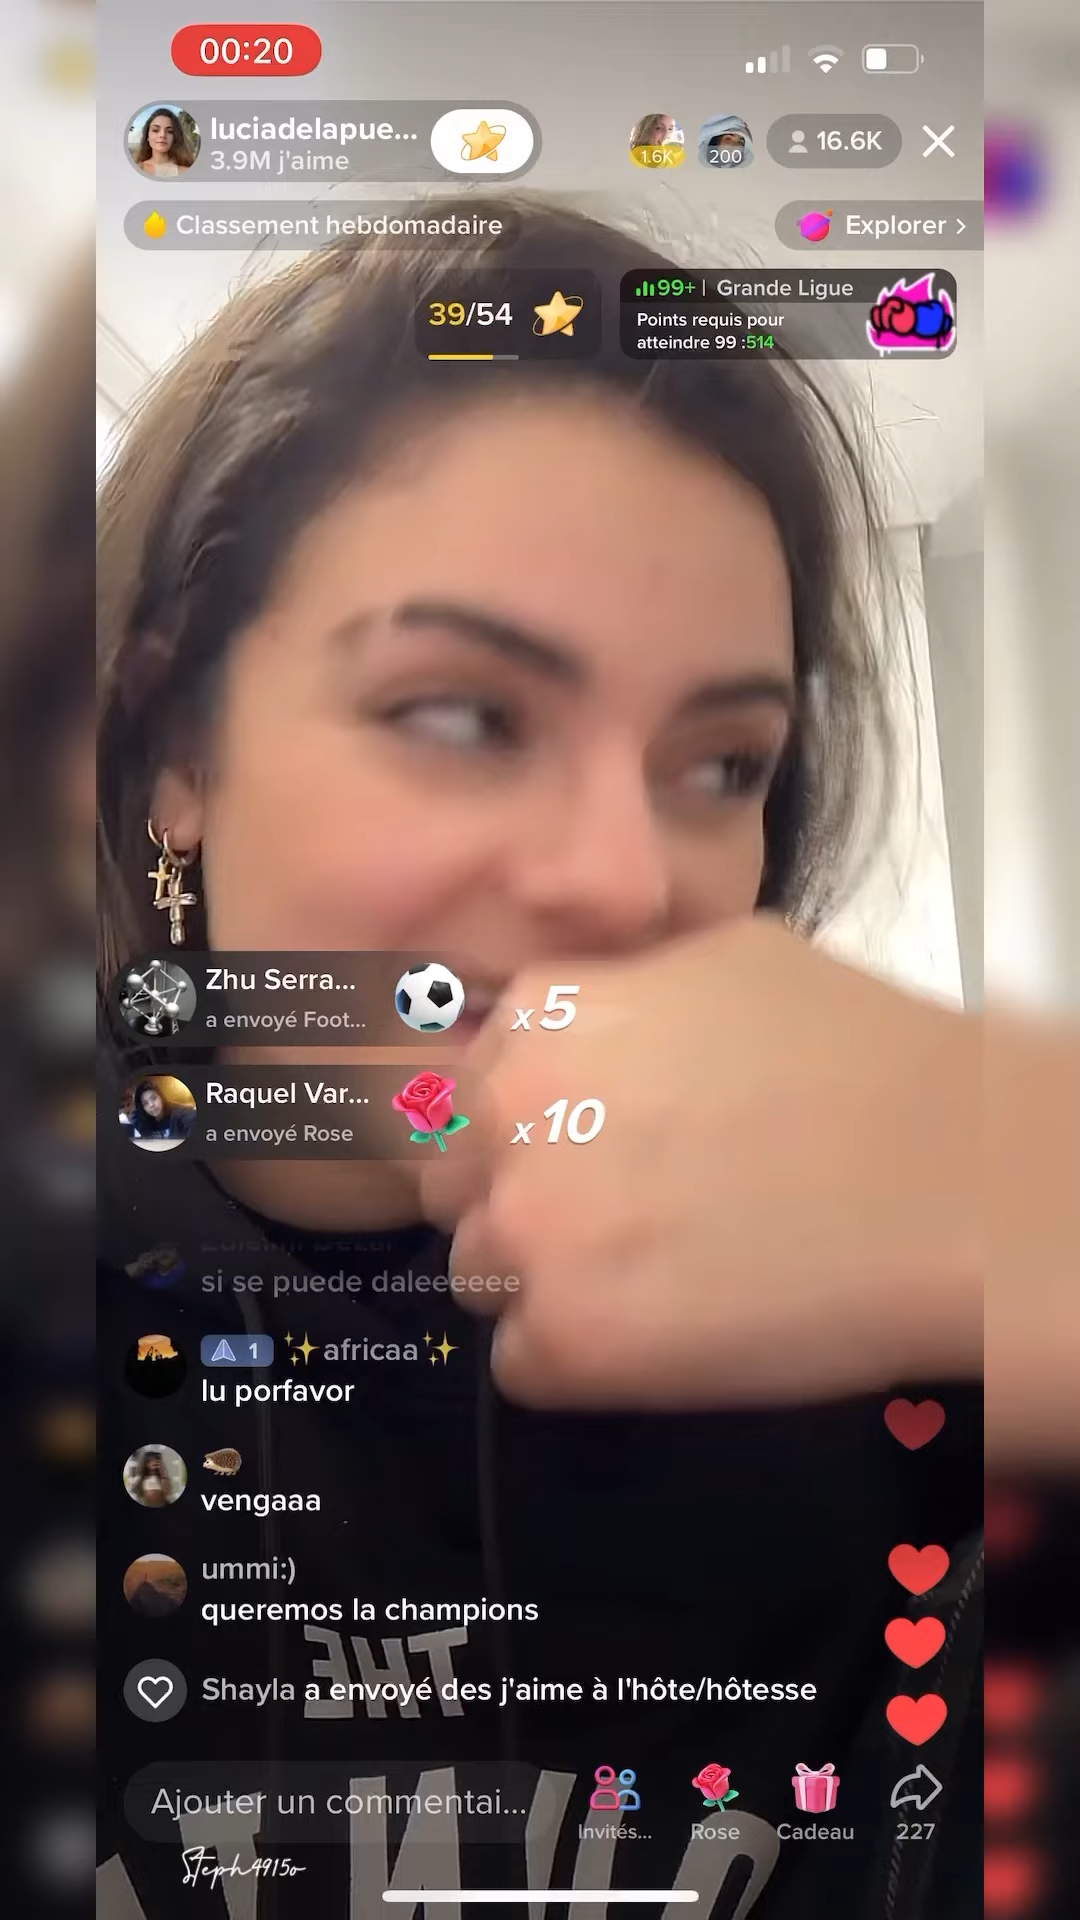 00:20
luciadelapue...
3.9M j'aime
1.6K
200
16.6K
Classement hebdomadaire
Explorer >
39/54
99+ | Grande Ligue
Points requis pour
atteindre 99 :514
Zhu Serra...
a envoyé Foot...
x5
Raquel Var...
a envoyé Rose
x10
si se puede daleeeeee
1 ✨africaa✨
lu porfavor
🦔
vengaaa
ummi:)
queremos la champions
THE
Shayla a envoyé des j'aime à l'hôte/hôtesse
Ajouter un commentai...
Invités...
Rose
Cadeau
227
Steph4915o